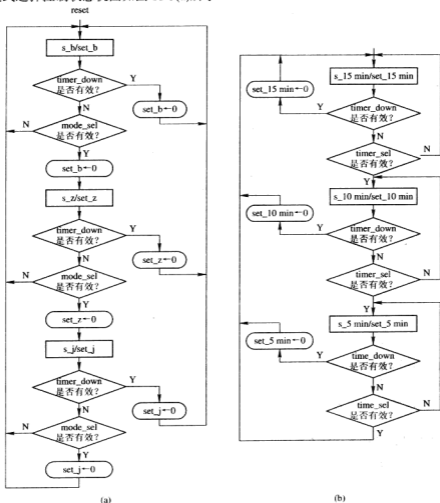 reset
s_b/set_b
timer_down
是否有效?
Y
set_b←0
N
mode_sel
是否有效?
N
Y
set_b←0
s_z/set_z
timer_down
是否有效?
Y
set_z←0
N
mode_sel
是否有效?
N
Y
set_z←0
s_j/set_j
timer_down
是否有效?
Y
set_j←0
N
mode_sel
是否有效?
N
Y
set_j←0
(a)
s_15 min/set_15 min
set_15 min←0
Y
timer_down
是否有效?
N
timer_sel
是否有效?
N
Y
s_10 min/set_10 min
set_10 min←0
Y
timer_down
是否有效?
N
timer_sel
是否有效?
N
Y
s_5 min/set_5 min
set_5 min←0
Y
time_down
是否有效?
N
time_sel
是否有效?
N
Y
(b)